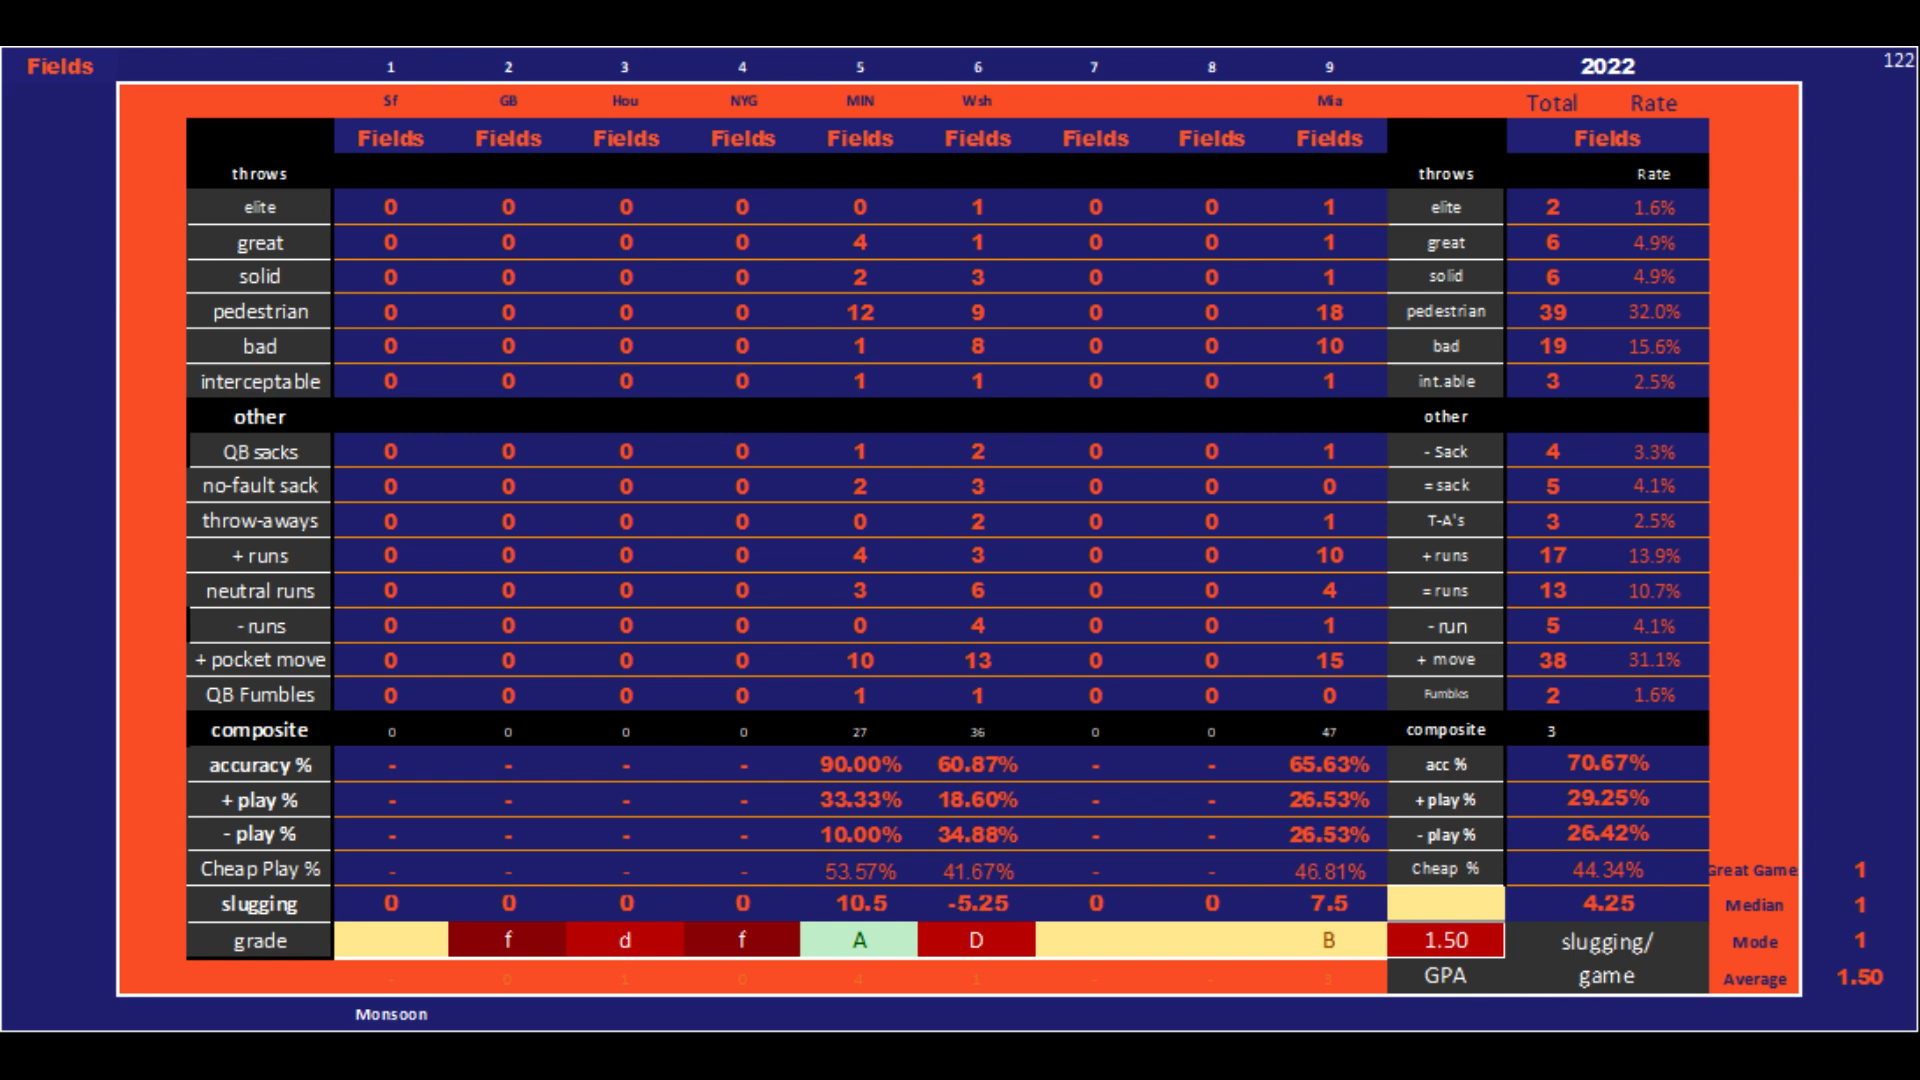 Fields 1 2 3 4 5 6 7 8 9 2022 122
Sf GB Hou NYG MIN Wsh Mia Total Rate
Fields Fields Fields Fields Fields Fields Fields Fields Fields Fields
throws throws Rate
elite 0 0 0 0 0 1 0 0 1 elite 2 1.6%
great 0 0 0 0 4 1 0 0 1 great 6 4.9%
solid 0 0 0 0 2 3 0 0 1 solid 6 4.9%
pedestrian 0 0 0 0 12 9 0 0 18 pedestrian 39 32.0%
bad 0 0 0 0 1 8 0 0 10 bad 19 15.6%
interceptable 0 0 0 0 1 1 0 0 1 int.able 3 2.5%
other other
QB sacks 0 0 0 0 1 2 0 0 1 - Sack 4 3.3%
no-fault sack 0 0 0 0 2 3 0 0 0 = sack 5 4.1%
throw-aways 0 0 0 0 0 2 0 0 1 T-A's 3 2.5%
+ runs 0 0 0 0 4 3 0 0 10 + runs 17 13.9%
neutral runs 0 0 0 0 3 6 0 0 4 = runs 13 10.7%
- runs 0 0 0 0 0 4 0 0 1 - run 5 4.1%
+ pocket move 0 0 0 0 10 13 0 0 15 + move 38 31.1%
QB Fumbles 0 0 0 0 1 1 0 0 0 Fumbles 2 1.6%
composite 0 0 0 0 27 36 0 0 47 composite 3
accuracy % - - - - 90.00% 60.87% - - 65.63% acc % 70.67%
+ play % - - - - 33.33% 18.60% - - 26.53% + play % 29.25%
- play % - - - - 10.00% 34.88% - - 26.53% - play % 26.42%
Cheap Play % - - - - 53.57% 41.67% - - 46.81% Cheap % 44.34% Great Game 1
slugging 0 0 0 0 10.5 -5.25 0 0 7.5 4.25 Median 1
grade f d f A D B 1.50 slugging/ Mode 1
- 0 1 0 4 1 - - 3 GPA game Average 1.50
Monsoon